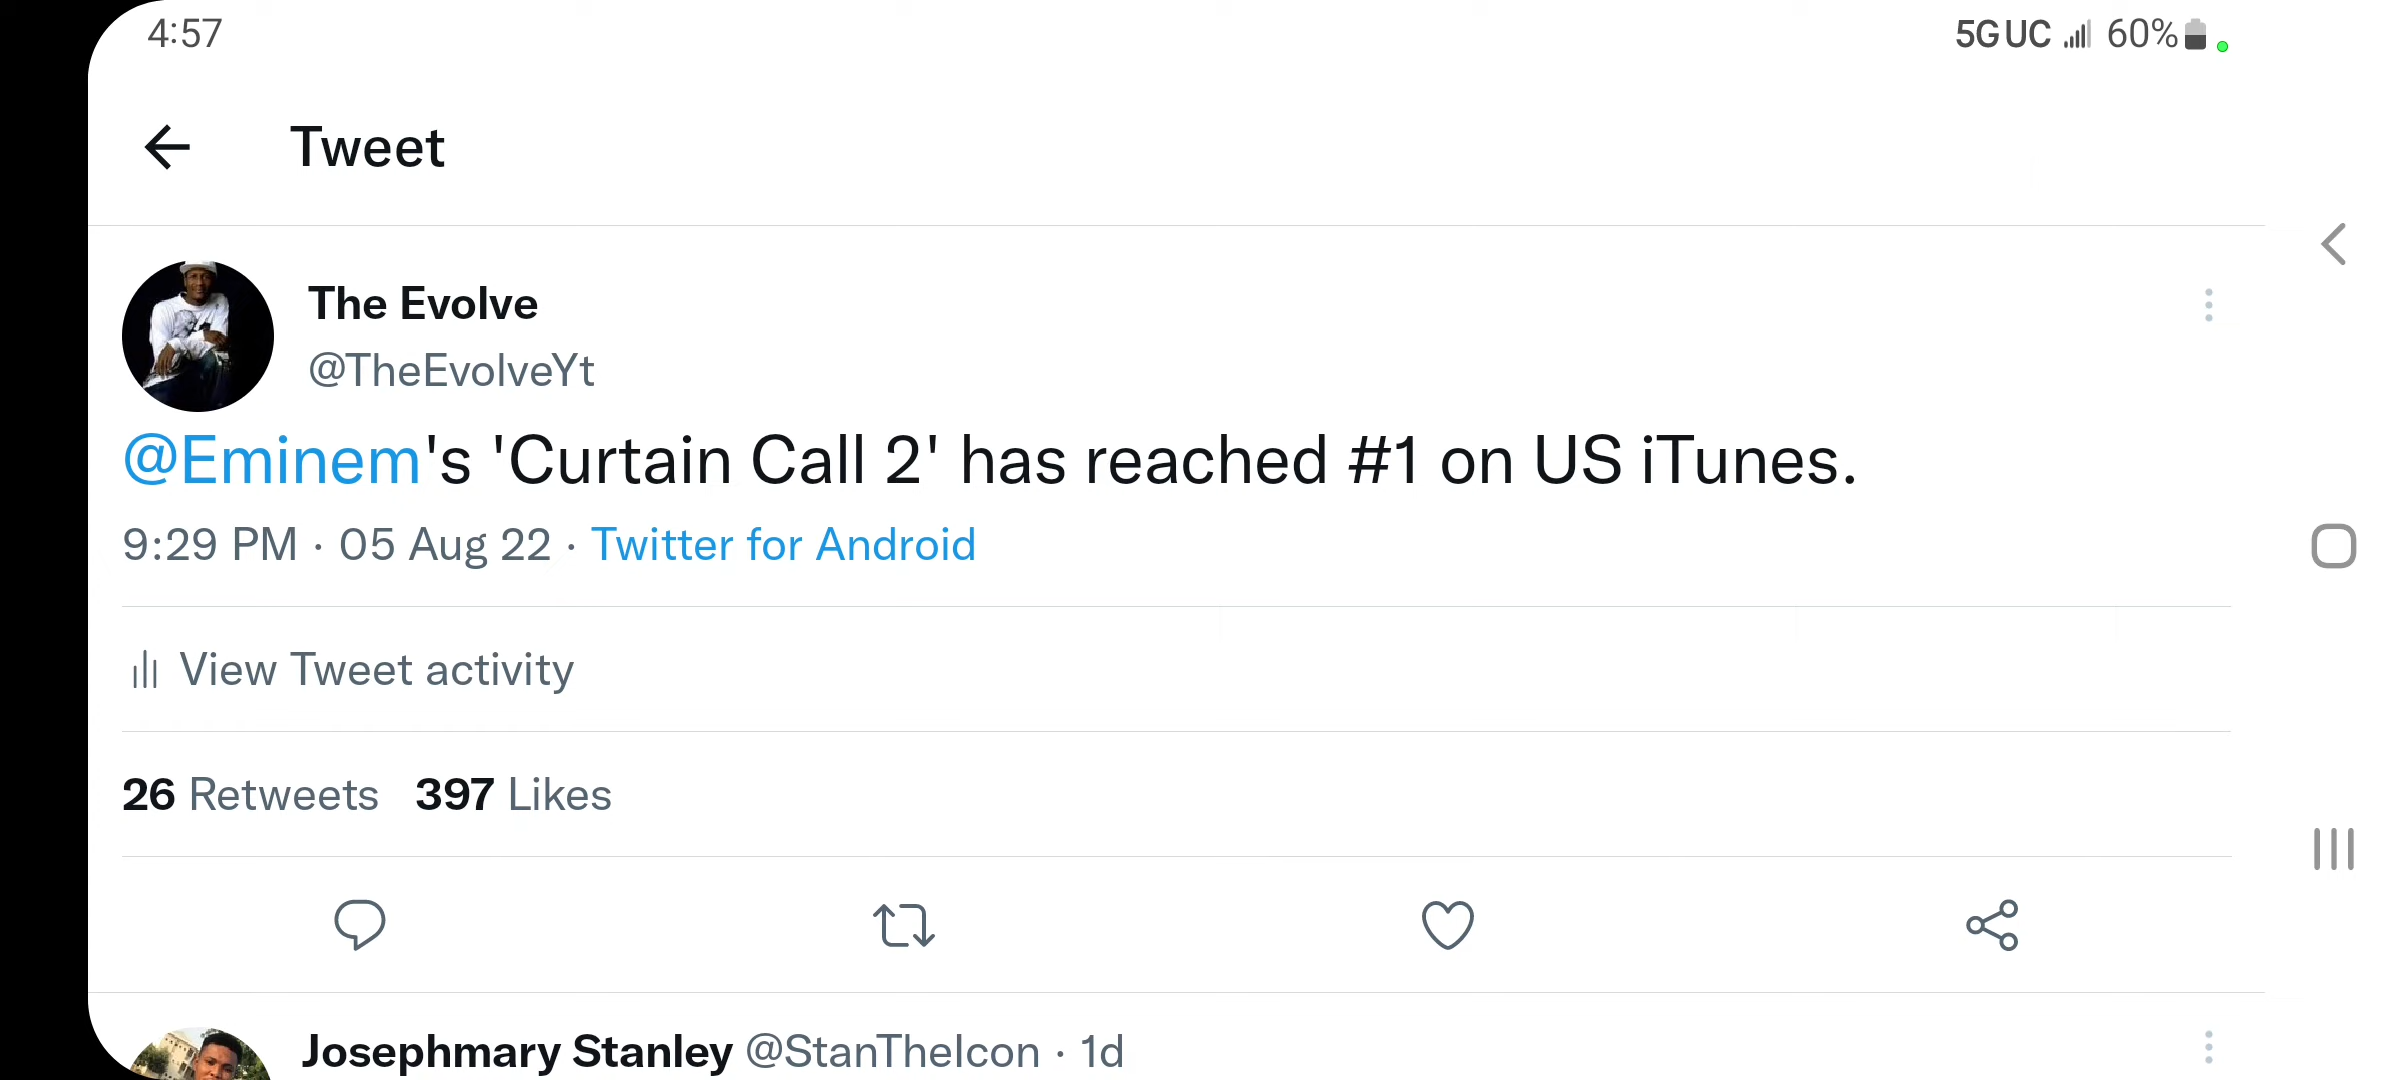 4:57
5G UC 60%
Tweet
The Evolve
@TheEvolveYt
@Eminem's 'Curtain Call 2' has reached #1 on US iTunes.
9:29 PM · 05 Aug 22 · Twitter for Android
View Tweet activity
26 Retweets 397 Likes
Josephmary Stanley @StanTheIcon · 1d